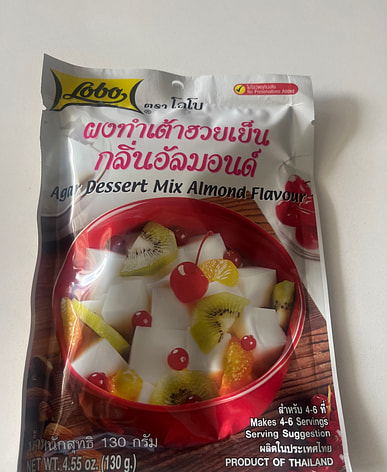 Lobo
ตรา โลโบ
ไม่ใช้วัตถุกันเสีย
No Preservatives Added
ผงทำเต้าฮวยเย็น
กลิ่นอัลมอนด์
Agar Dessert Mix Almond Flavour
สำหรับ 4-6 ที่
Makes 4-6 Servings
Serving Suggestion
น้ำหนักสุทธิ 130 กรัม
ผลิตในประเทศไทย
NET WT. 4.55 oz. (130 g.)
PRODUCT OF THAILAND